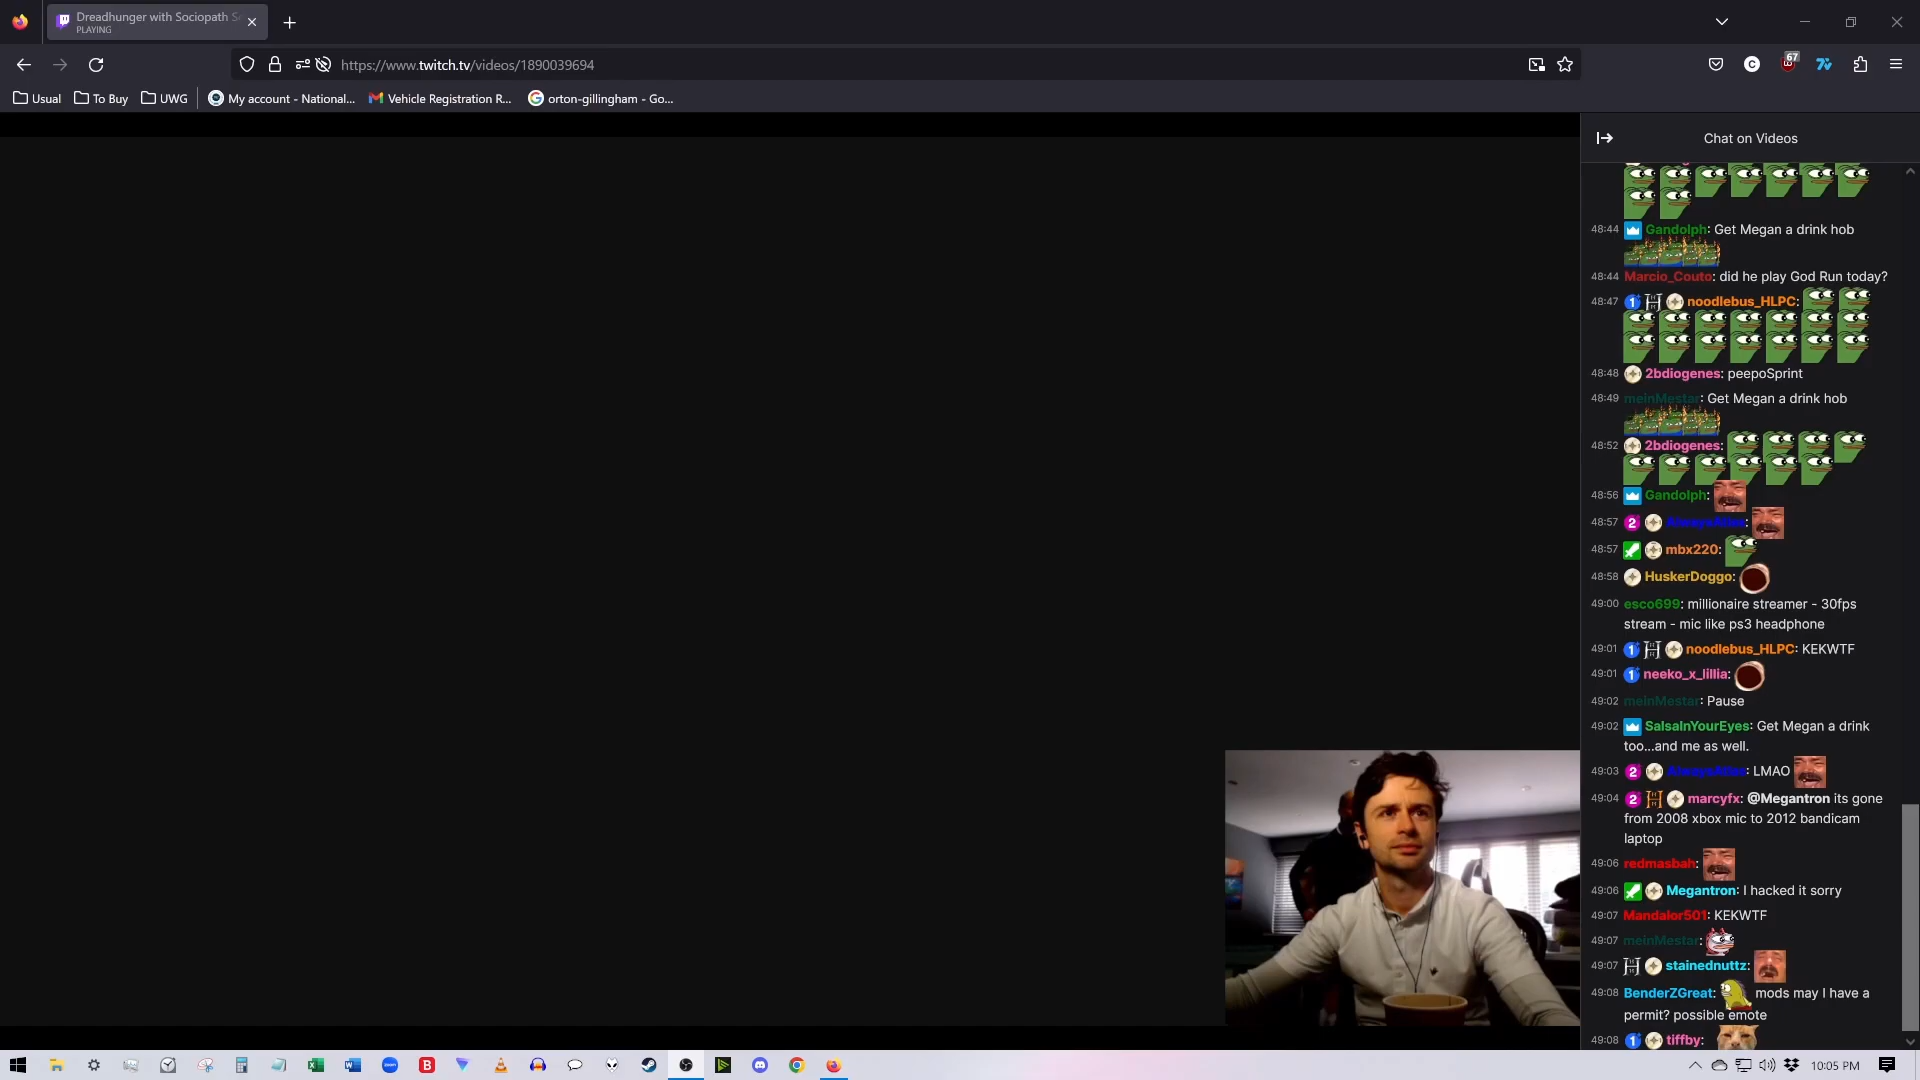 Dreadhunger with Sociopath S
PLAYING
https://www.twitch.tv/videos/1890039694
67
Usual
To Buy
UWG
My account - National...
Vehicle Registration R...
orton-gillingham - Go...
Chat on Videos
48:44 Gandolph: Get Megan a drink hob
48:44 Marcio_Couto: did he play God Run today?
48:47 noodlebus_HLPC:
48:48 2bdiogenes: peepoSprint
48:49 meinMestar: Get Megan a drink hob
48:52 2bdiogenes:
48:56 Gandolph:
48:57
48:57 mbx220:
48:58 HuskerDoggo:
49:00 esco699: millionaire streamer - 30fps
stream - mic like ps3 headphone
49:01 noodlebus_HLPC: KEKWTF
49:01 neeko_x_lillia:
49:02 meinMestar: Pause
49:02 SalsaInYourEyes: Get Megan a drink
too...and me as well.
49:03 LMAO
49:04 marcyfx: @Megantron its gone
from 2008 xbox mic to 2012 bandicam
laptop
49:06 redmasbah:
49:06 Megantron: I hacked it sorry
49:07 Mandalor501: KEKWTF
49:07 meinMestar:
49:07 stainednuttz:
49:08 BenderZGreat: mods may I have a
permit? possible emote
49:08 tiffby:
10:05 PM